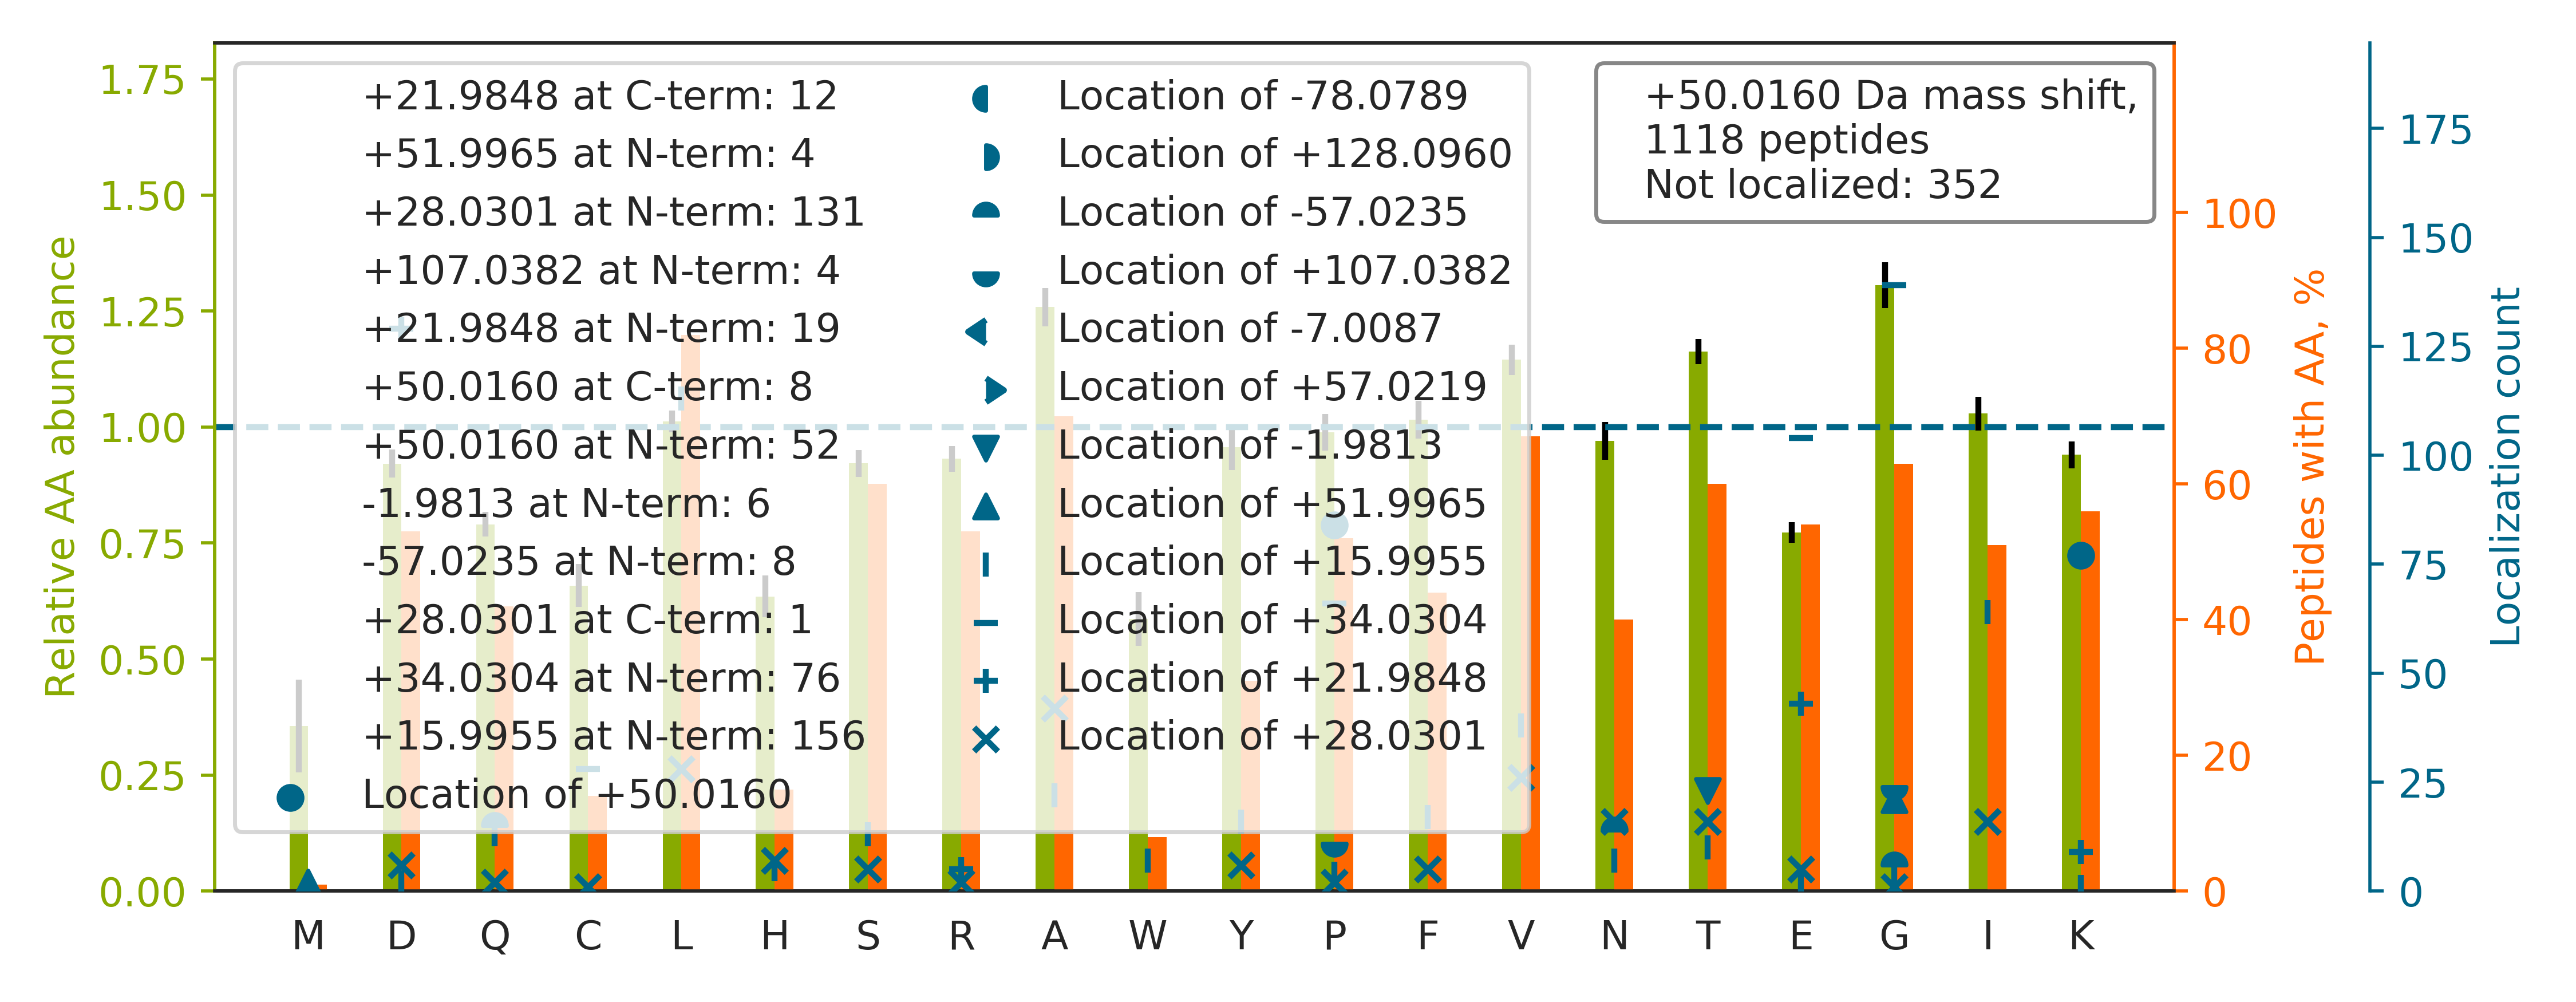 +21.9848 at C-term: 12
+51.9965 at N-term: 4
+28.0301 at N-term: 131
+107.0382 at N-term: 4
+21.9848 at N-term: 19
+50.0160 at C-term: 8
+50.0160 at N-term: 52
-1.9813 at N-term: 6
-57.0235 at N-term: 8
+28.0301 at C-term: 1
+34.0304 at N-term: 76
+15.9955 at N-term: 156
Location of +50.0160
Location of -78.0789
Location of +128.0960
Location of -57.0235
Location of +107.0382
Location of -7.0087
Location of +57.0219
Location of -1.9813
Location of +51.9965
Location of +15.9955
Location of +34.0304
Location of +21.9848
Location of +28.0301
+50.0160 Da mass shift,
1118 peptides
Not localized: 352
Relative AA abundance
1.75
1.50
1.25
1.00
0.75
0.50
0.25
0.00
M D Q C L H S R A W Y P F V N T E G I K
100
80
60
40
20
0
Peptides with AA, %
175
150
125
100
75
50
25
0
Localization count